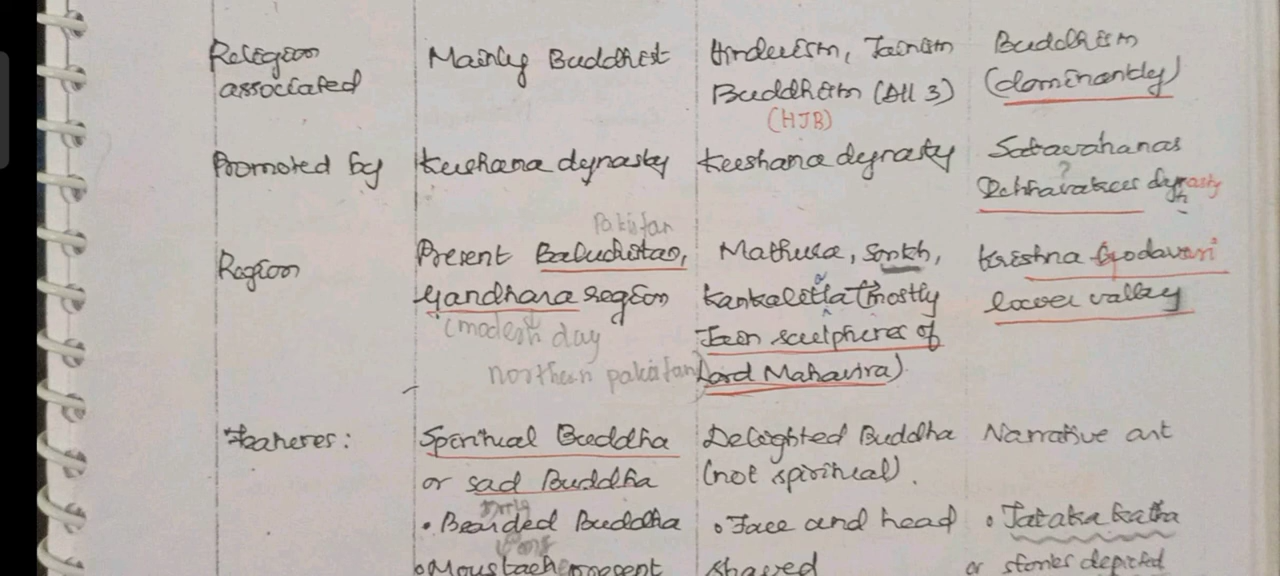 Religion Mainly Buddhist Hinduism, Jainism Buddhism
associated Buddhism (All 3) (dominantly)
(HJB)
Promoted by Kushana dynasty Kushana dynasty Satavahanas
?
Ikshavakus dynasty
Pakistan
Region Present Baluchistan, Mathura, Sonkh, Krishna Godavari
Gandhara region Kankalitila (mostly lower valley
(modern day Jain sculptures of
northern pakistan) Lord Mahavira).
Features: Spiritual Buddha Delighted Buddha Narrative art
or sad Buddha (not spiritual).
• Bearded Buddha • Face and head • Jataka Katha
• Moustache present shaved or stories depicted